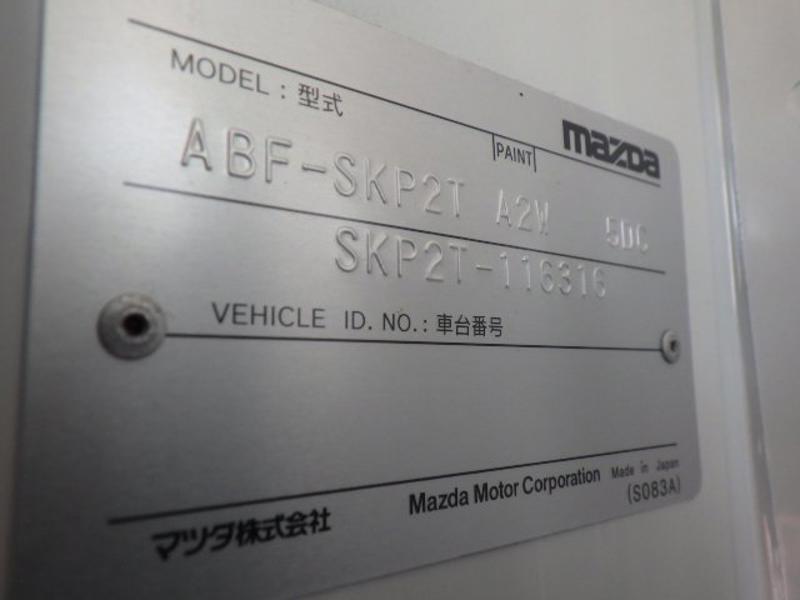 MODEL : 型式
mazDa
PAINT
ABF-SKP2T A2W 5DC
SKP2T-116316
VEHICLE ID. NO. : 車台番号
マツダ株式会社 Mazda Motor Corporation Made in Japan
(S083A)